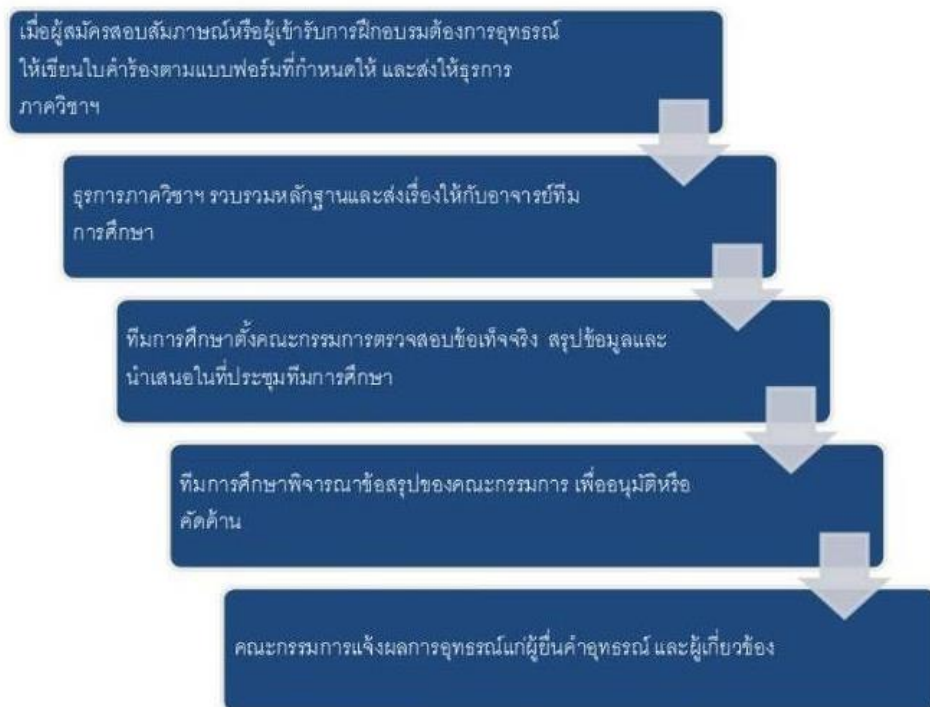 เมื่อผู้สมัครสอบสัมภาษณ์หรือผู้เข้ารับการฝึกอบรมต้องการอุทธรณ์
ให้เขียนใบคำร้องตามแบบฟอร์มที่กำหนดให้ และส่งให้ธุรการ
ภาควิชาฯ
ธุรการภาควิชาฯ รวบรวมหลักฐานและส่งเรื่องให้กับอาจารย์ทีม
การศึกษา
ทีมการศึกษาตั้งคณะกรรมการตรวจสอบข้อเท็จจริง สรุปข้อมูลและ
นำเสนอในที่ประชุมทีมการศึกษา
ทีมการศึกษาพิจารณาข้อสรุปของคณะกรรมการ เพื่ออนุมัติหรือ
คัดค้าน
คณะกรรมการแจ้งผลการอุทธรณ์แก่ผู้ยื่นคำอุทธรณ์ และผู้เกี่ยวข้อง